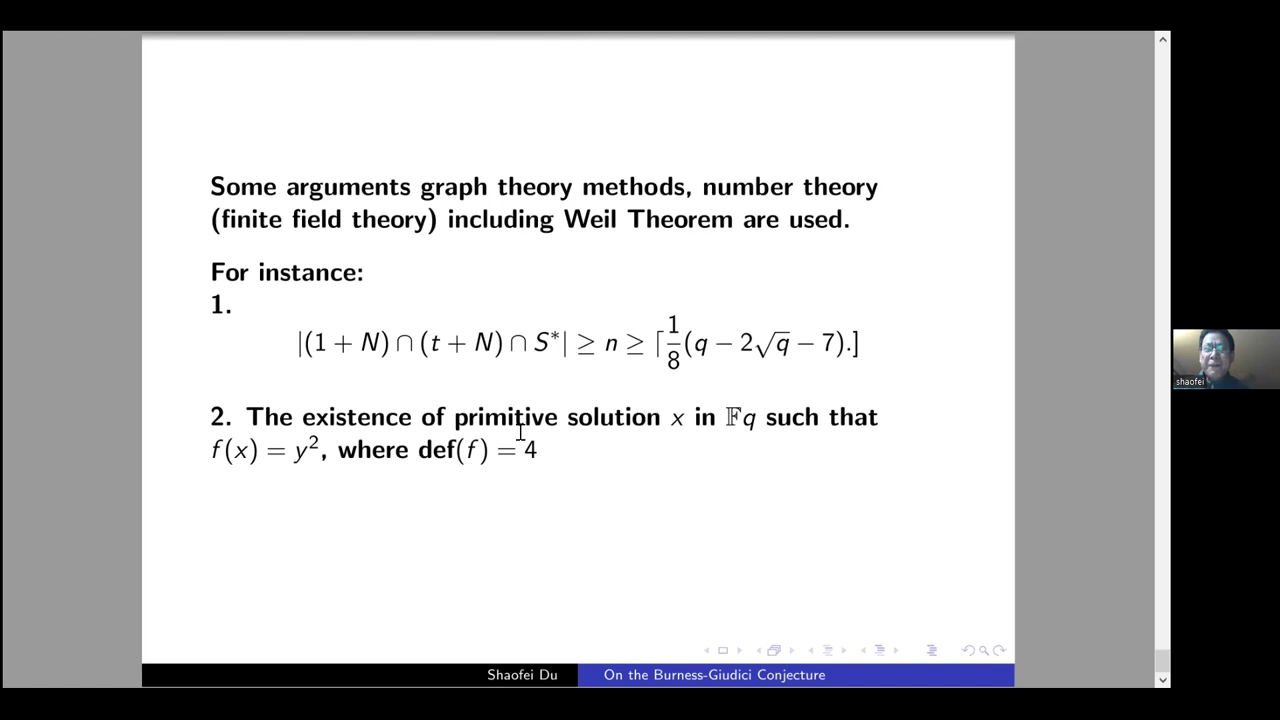 Some arguments graph theory methods, number theory
(finite field theory) including Weil Theorem are used.
For instance:
1.
|(1 + N) ∩ (t + N) ∩ S*| ≥ n ≥ ⌈1/8(q − 2√q − 7).]
2. The existence of primitive solution x in 𝔽q such that
f(x) = y², where def(f) = 4
shaofei
Shaofei Du On the Burness-Giudici Conjecture